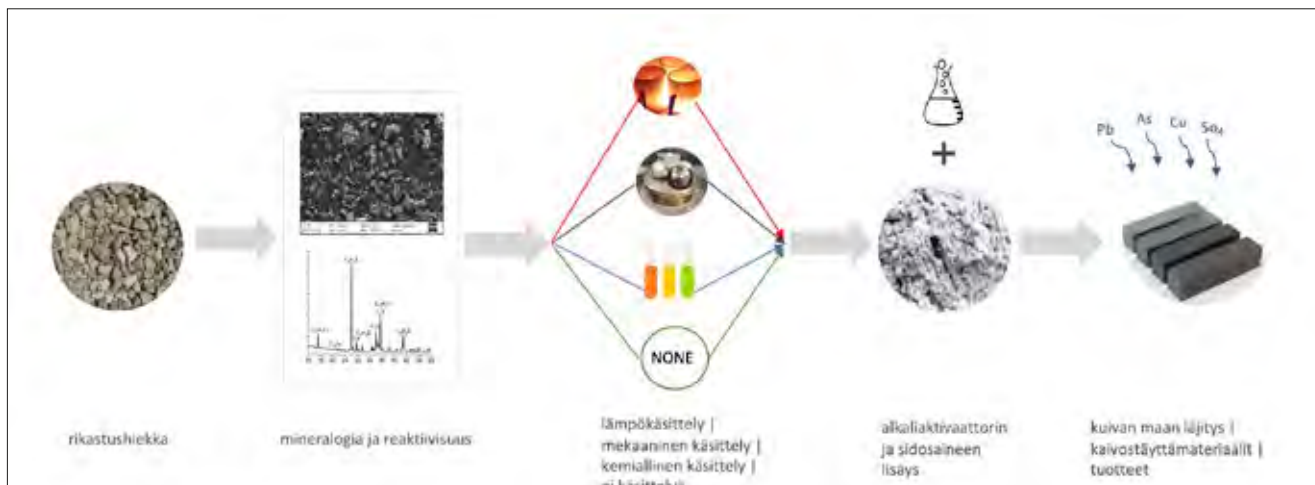 Pb As Cu So₄
+
NONE
rikastushiekka
mineralogia ja reaktiivisuus
lämpökäsittely |
mekaaninen käsittely |
kemiallinen käsittely |
alkaliaktivaattorin
ja sidosaineen
lisäys
kuivan maan läjitys |
kaivostäyttämateriaalit |
tuotteet